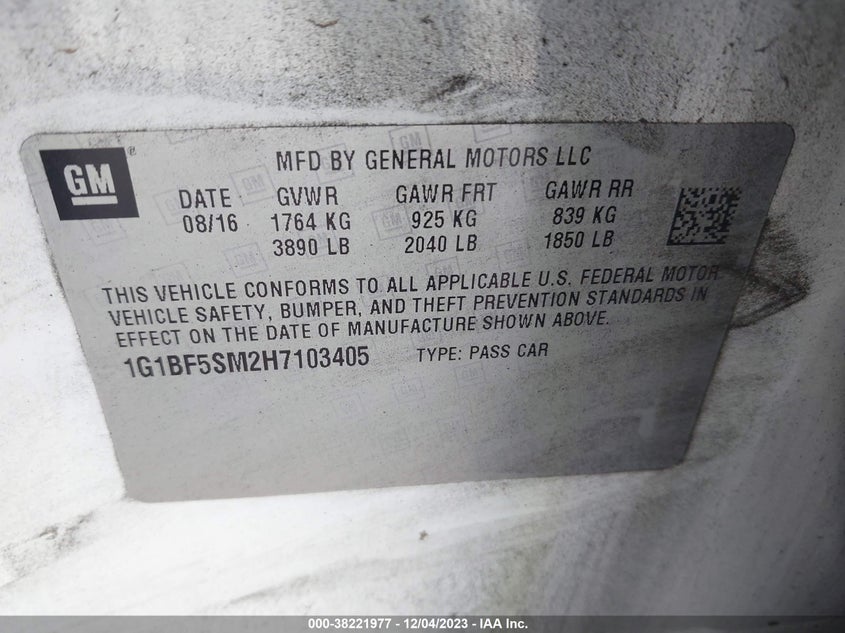 GM®
MFD BY GENERAL MOTORS LLC
DATE GVWR GAWR FRT GAWR RR
08/16 1764 KG 925 KG 839 KG
3890 LB 2040 LB 1850 LB
THIS VEHICLE CONFORMS TO ALL APPLICABLE U.S. FEDERAL MOTOR
VEHICLE SAFETY, BUMPER, AND THEFT PREVENTION STANDARDS IN
EFFECT ON THE DATE OF MANUFACTURE SHOWN ABOVE.
1G1BF5SM2H7103405 TYPE: PASS CAR
000-38221977 - 12/04/2023 - IAA Inc.